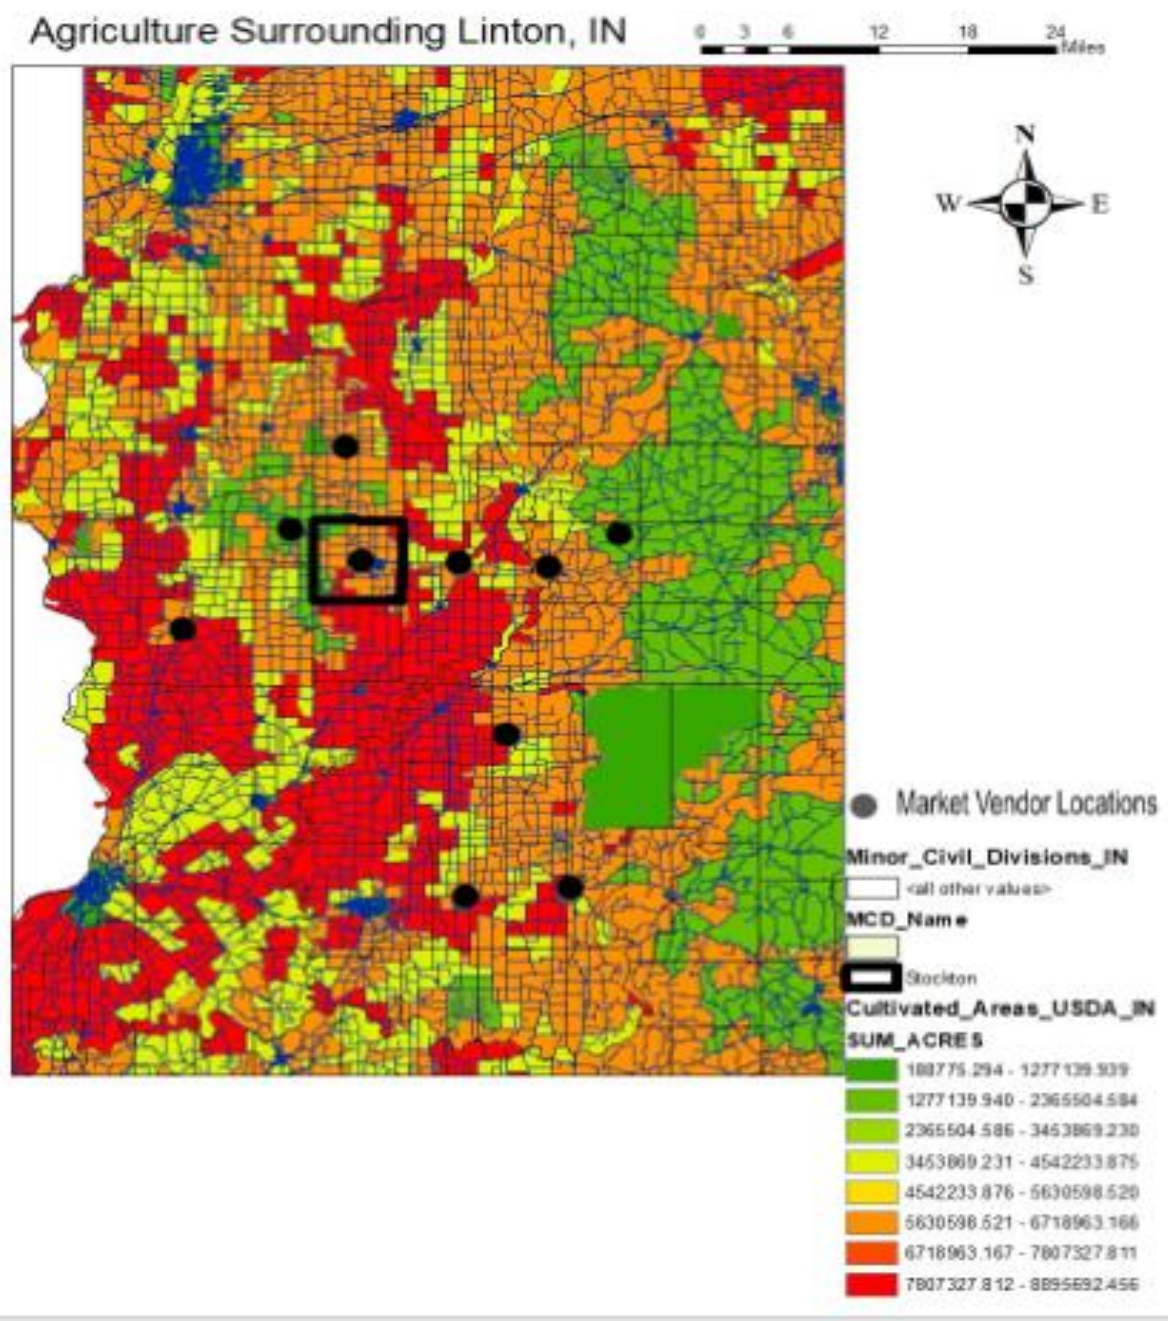 Agriculture Surrounding Linton, IN
0 3 6 12 18 24
Miles
N
W E
S
Market Vendor Locations
Minor_Civil_Divisions_IN
<all other values>
MCD_Name
Stockton
Cultivated_Areas_USDA_IN
SUM_ACRES
188775.294 - 1277139.939
1277139.940 - 2365504.584
2365504.586 - 3453869.230
3453869.231 - 4542233.875
4542233.876 - 5630598.520
5630598.521 - 6718963.166
6718963.167 - 7807327.811
7807327.812 - 8895692.456